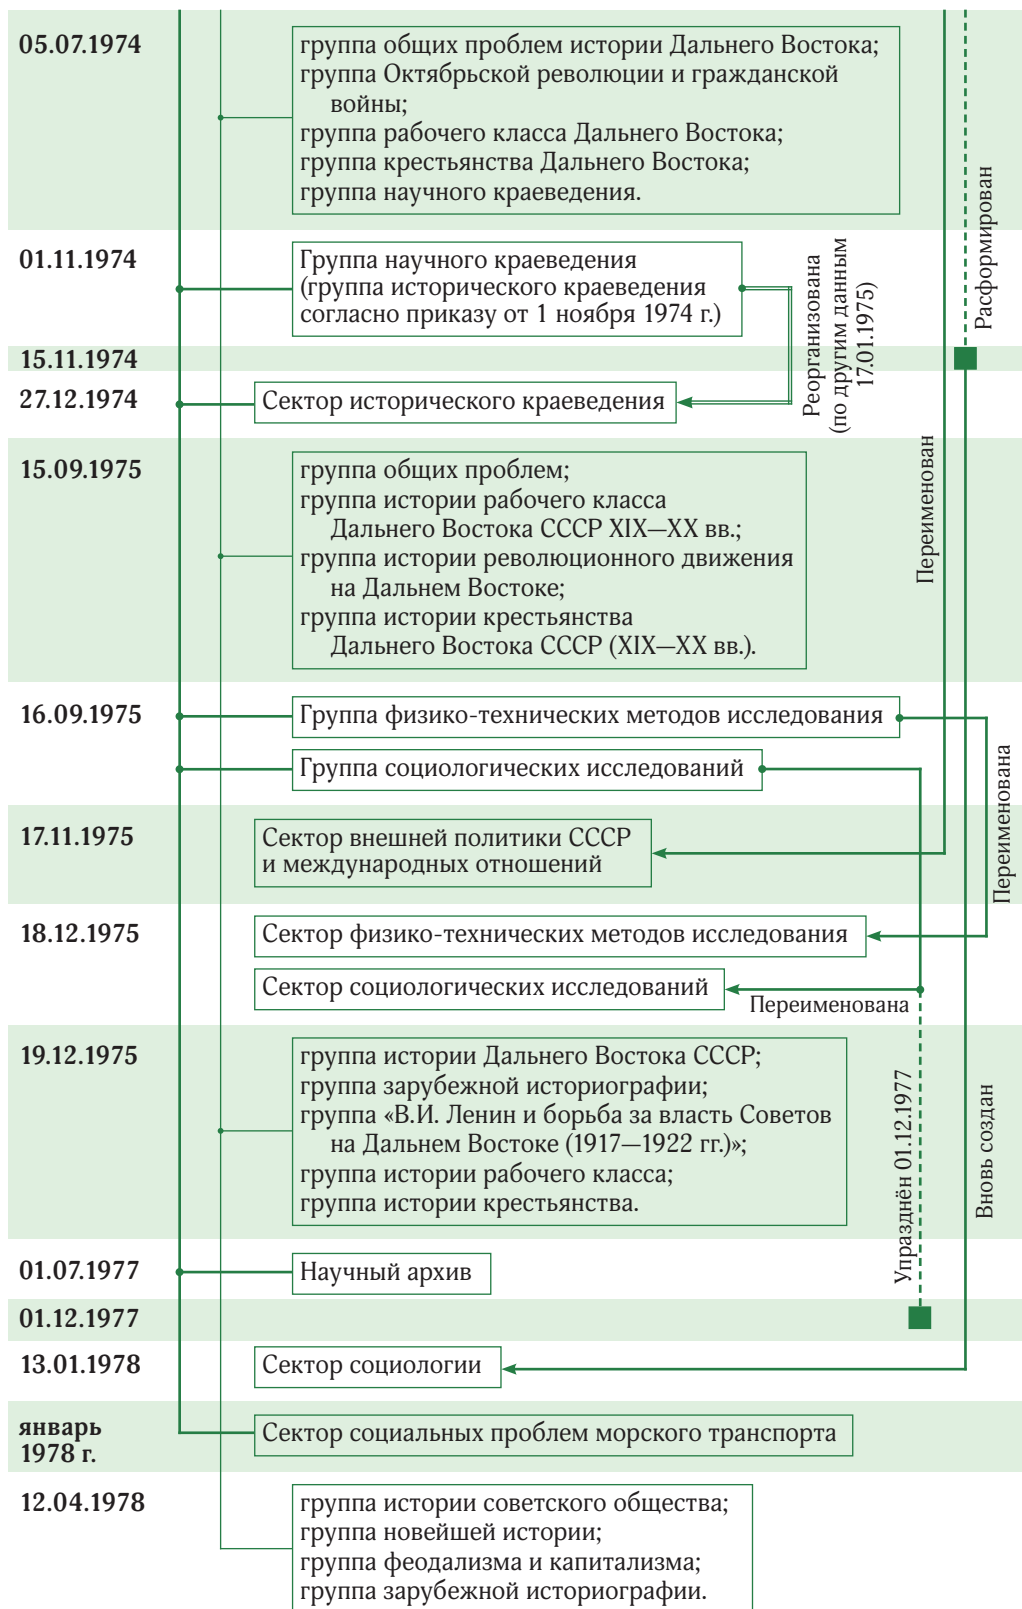 05.07.1974
группа общих проблем истории Дальнего Востока;
группа Октябрьской революции и гражданской
войны;
группа рабочего класса Дальнего Востока;
группа крестьянства Дальнего Востока;
группа научного краеведения.
Расформирован
01.11.1974
Группа научного краеведения
(группа исторического краеведения
согласно приказу от 1 ноября 1974 г.)
Реорганизована
(по другим данным
17.01.1975)
15.11.1974
27.12.1974
Сектор исторического краеведения
Переименован
15.09.1975
группа общих проблем;
группа истории рабочего класса
Дальнего Востока СССР XIX—XX вв.;
группа истории революционного движения
на Дальнем Востоке;
группа истории крестьянства
Дальнего Востока СССР (XIX—XX вв.).
16.09.1975
Группа физико-технических методов исследования
Группа социологических исследований
Переименована
17.11.1975
Сектор внешней политики СССР
и международных отношений
18.12.1975
Сектор физико-технических методов исследования
Сектор социологических исследований
Переименована
19.12.1975
группа истории Дальнего Востока СССР;
группа зарубежной историографии;
группа «В.И. Ленин и борьба за власть Советов
на Дальнем Востоке (1917—1922 гг.)»;
группа истории рабочего класса;
группа истории крестьянства.
Упразднён 01.12.1977
Вновь создан
01.07.1977
Научный архив
01.12.1977
13.01.1978
Сектор социологии
январь
1978 г.
Сектор социальных проблем морского транспорта
12.04.1978
группа истории советского общества;
группа новейшей истории;
группа феодализма и капитализма;
группа зарубежной историографии.